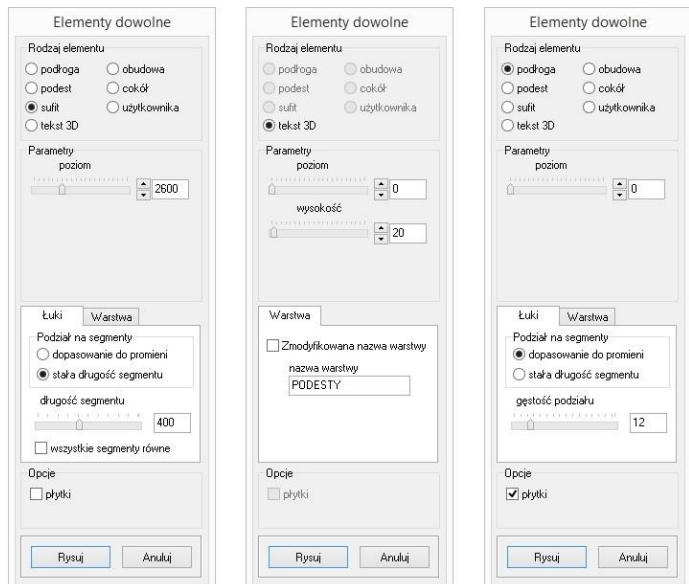 Elementy dowolne
Rodzaj elementu
podłoga obudowa
podest cokół
sufit użytkownika
tekst 3D
Parametry
poziom
2600
Łuki Warstwa
Podział na segmenty
dopasowanie do promieni
stała długość segmentu
długość segmentu
400
wszystkie segmenty równe
Opcje
płytki
Rysuj Anuluj
Elementy dowolne
Rodzaj elementu
podłoga obudowa
podest cokół
sufit użytkownika
tekst 3D
Parametry
poziom
0
wysokość
20
Warstwa
Zmodyfikowana nazwa warstwy
nazwa warstwy
PODESTY
Opcje
płytki
Rysuj Anuluj
Elementy dowolne
Rodzaj elementu
podłoga obudowa
podest cokół
sufit użytkownika
tekst 3D
Parametry
poziom
0
Łuki Warstwa
Podział na segmenty
dopasowanie do promieni
stała długość segmentu
gęstość podziału
12
Opcje
płytki
Rysuj Anuluj